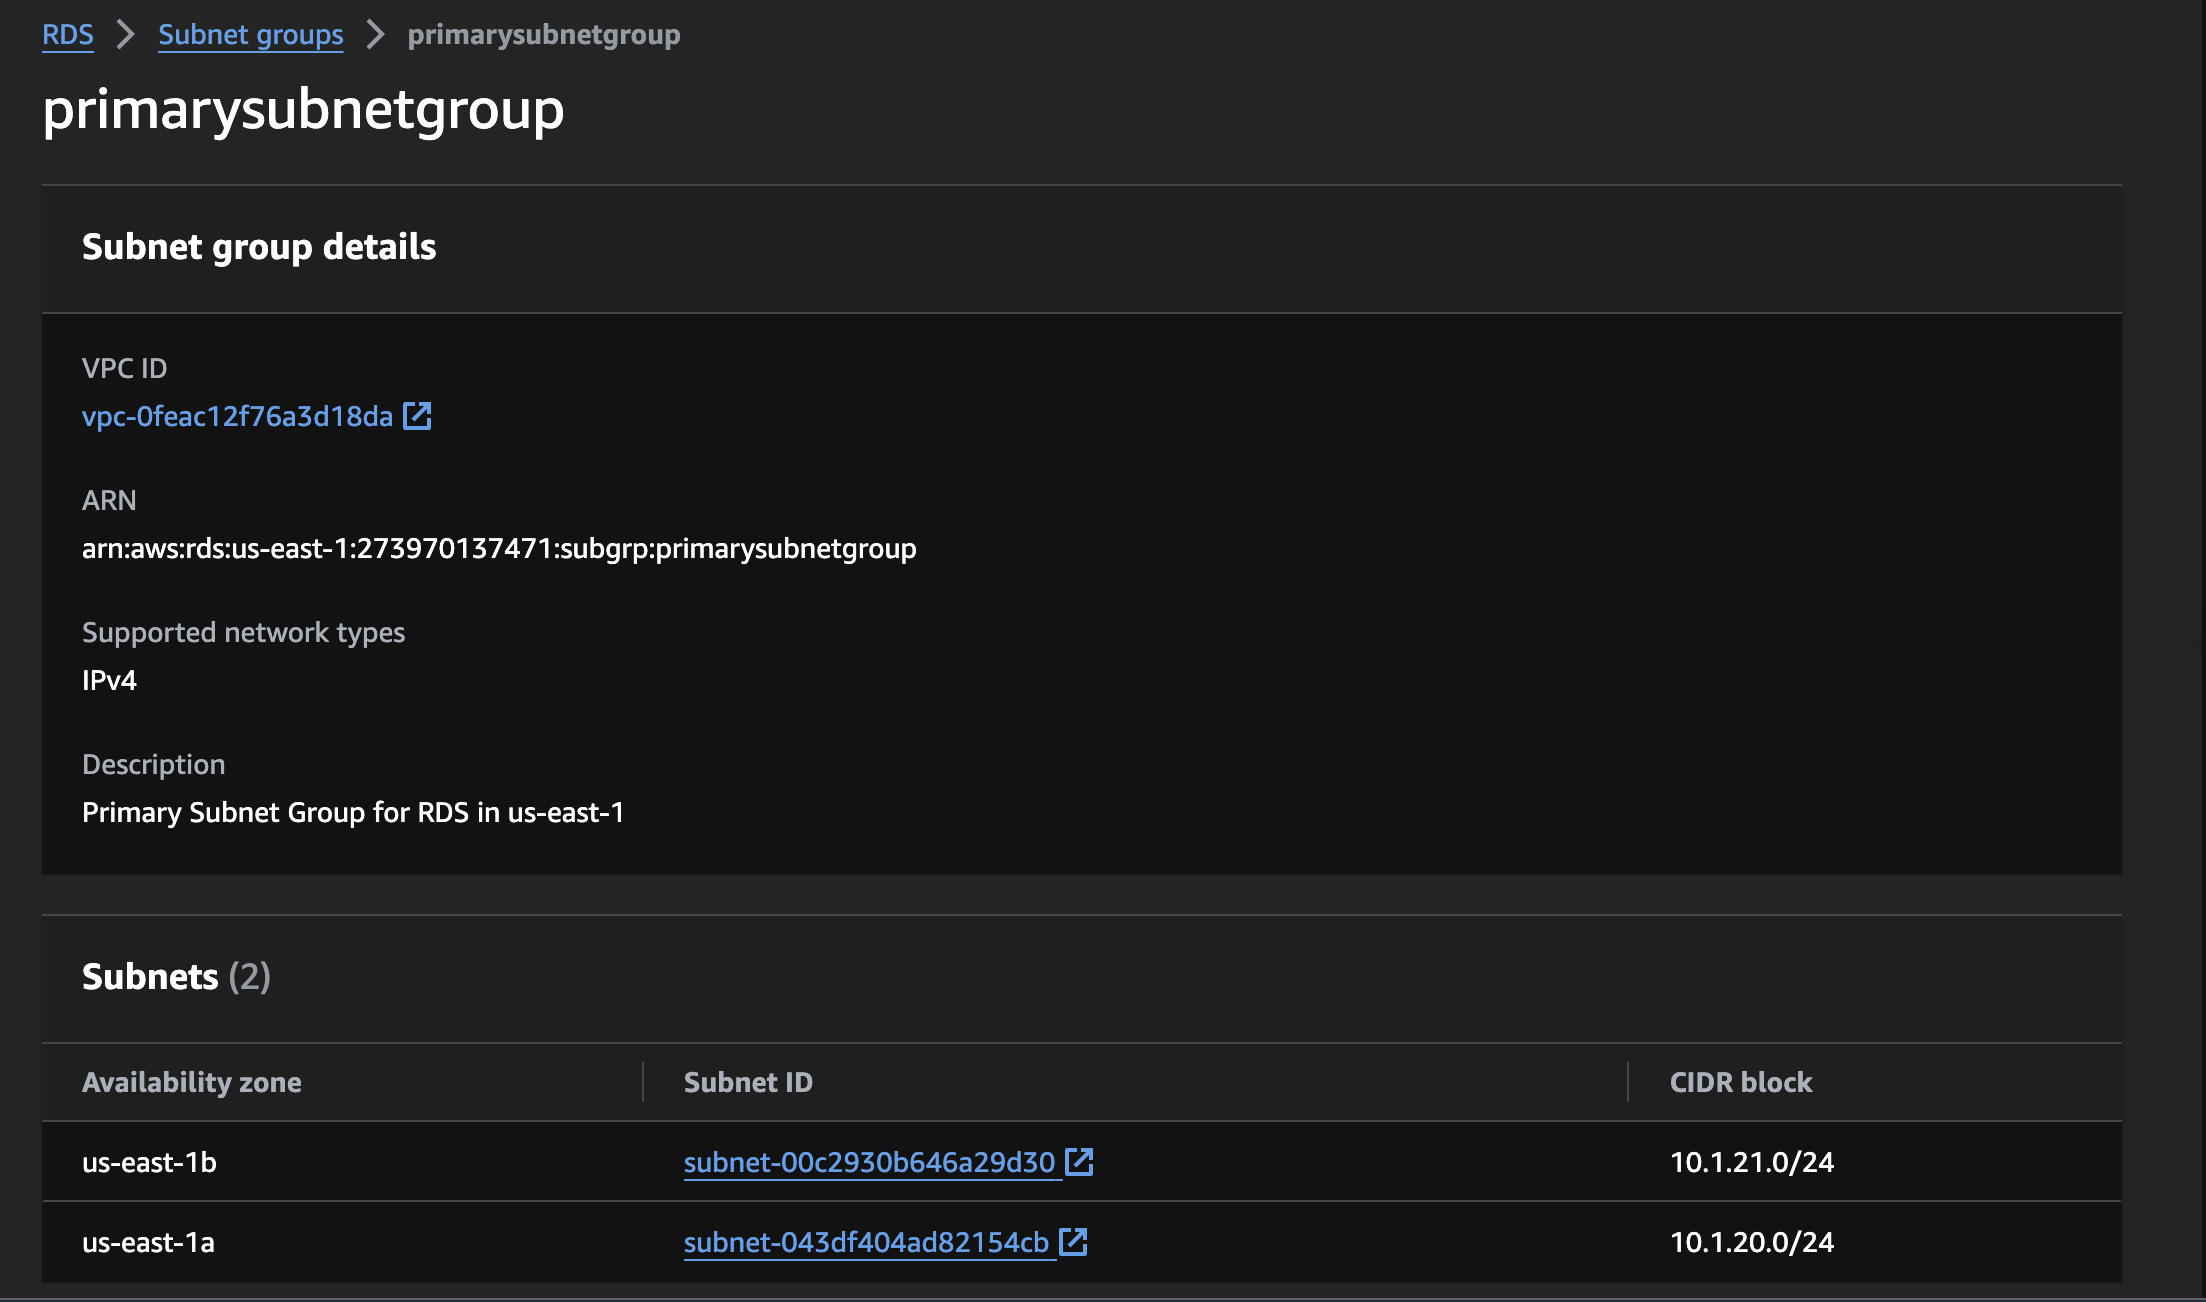 RDS > Subnet groups > primarysubnetgroup
primarysubnetgroup
Subnet group details
VPC ID
vpc-0feac12f76a3d18da
ARN
arn:aws:rds:us-east-1:273970137471:subgrp:primarysubnetgroup
Supported network types
IPv4
Description
Primary Subnet Group for RDS in us-east-1
Subnets (2)
Availability zone Subnet ID CIDR block
us-east-1b subnet-00c2930b646a29d30 10.1.21.0/24
us-east-1a subnet-043df404ad82154cb 10.1.20.0/24